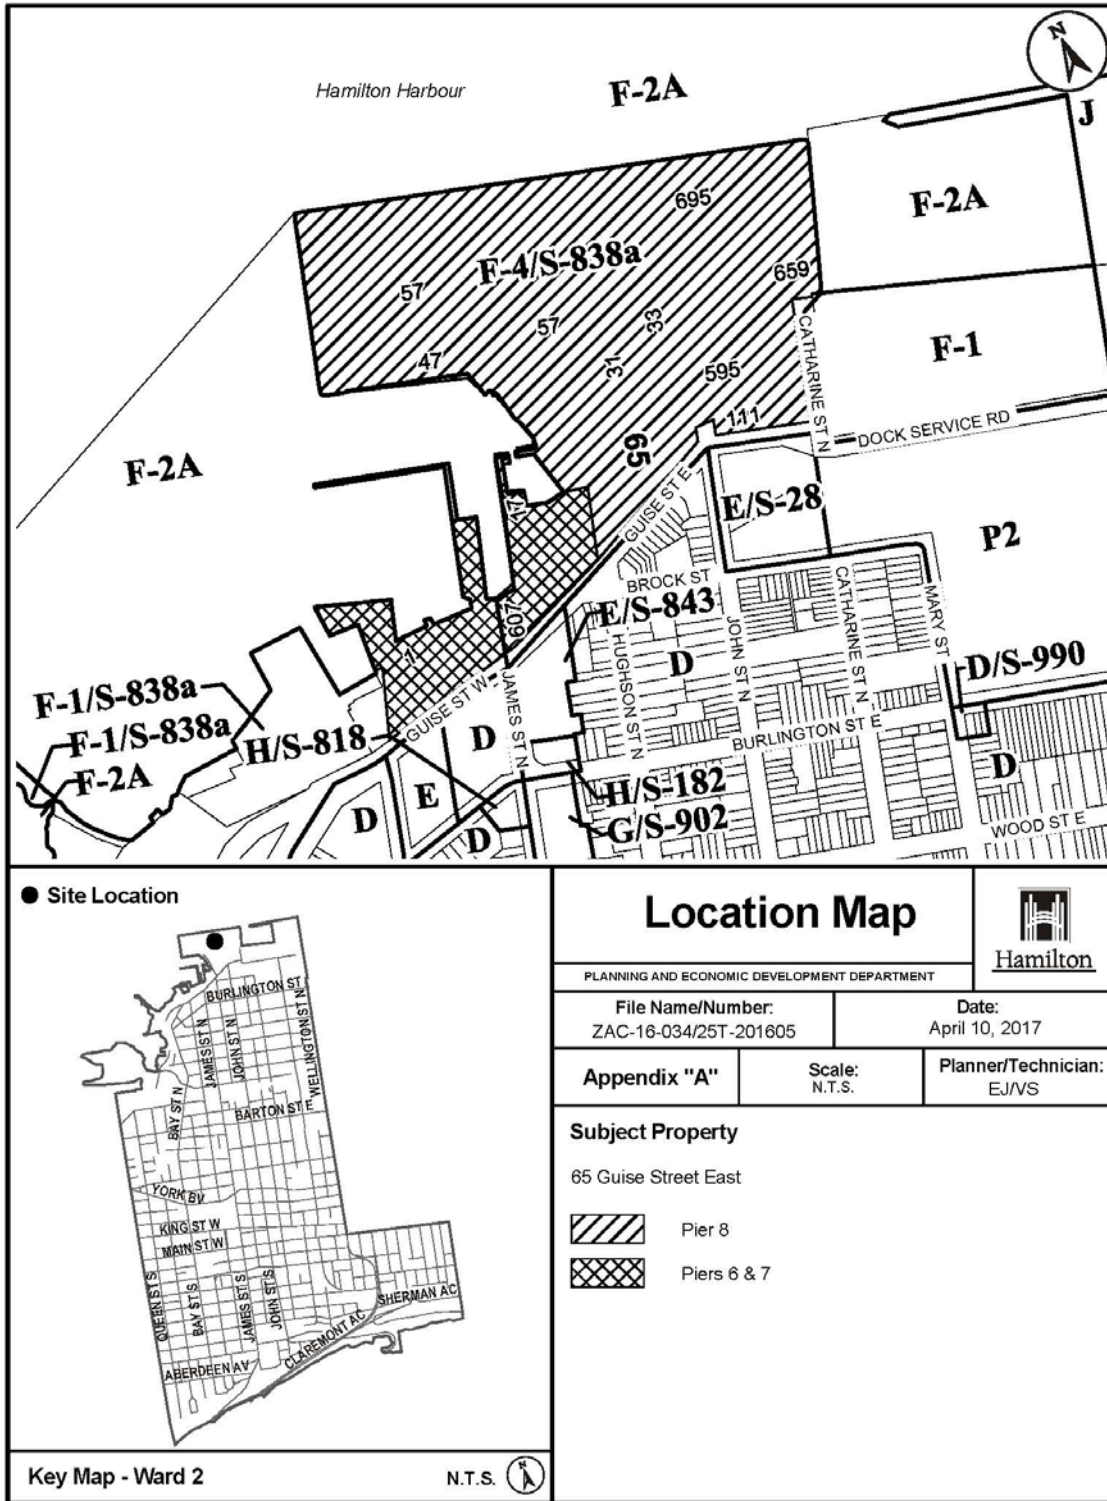 N
Hamilton Harbour
F-2A
J
695
F-2A
F-4/S-838a
659
57
57
33
CATHARINE ST N
F-1
47
31
595
111
DOCK SERVICE RD
65
F-2A
GUISE ST E
E/S-28
17
P2
BROCK ST
E/S-843
CATHARINE ST N
MARY ST
709
HUGHSON ST N
D
JOHN ST N
D/S-990
1
F-1/S-838a
JAMES ST N
GUISE ST W
F-1/S-838a
H/S-818
D
BURLINGTON ST E
F-2A
D
E
H/S-182
D
D
G/S-902
WOOD ST E
Site Location
BURLINGTON ST E
JAMES ST N
JOHN ST N
WELLINGTON ST N
BAY ST N
BARTON ST E
YORK BV
KING ST W
MAIN ST W
QUEEN ST S
BAY ST S
JAMES ST S
JOHN ST S
SHERMAN AC
CLAREMONT AC
ABERDEEN AV
Key Map - Ward 2
N.T.S.
N
Location Map
Hamilton
PLANNING AND ECONOMIC DEVELOPMENT DEPARTMENT
File Name/Number:
ZAC-16-034/25T-201605
Date:
April 10, 2017
Appendix "A"
Scale:
N.T.S.
Planner/Technician:
EJ/VS
Subject Property
65 Guise Street East
Pier 8
Piers 6 & 7